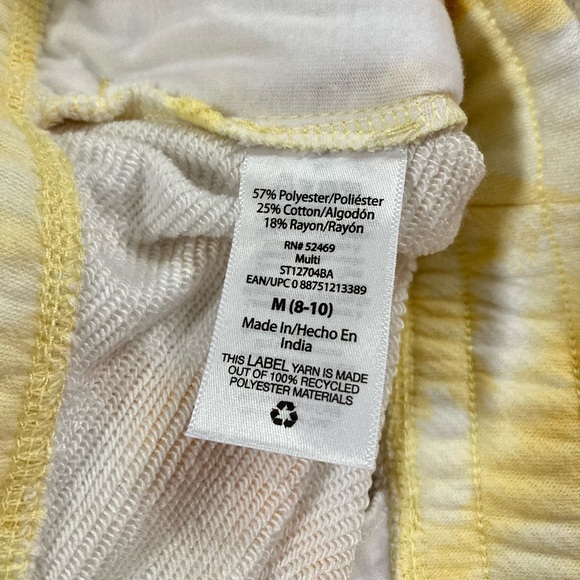 57% Polyester/Poliéster
25% Cotton/Algodón
18% Rayon/Rayón
RN# 52469
Multi
ST12704BA
EAN/UPC 0 88751213389
M (8-10)
Made In/Hecho En
India
THIS LABEL YARN IS MADE
OUT OF 100% RECYCLED
POLYESTER MATERIALS